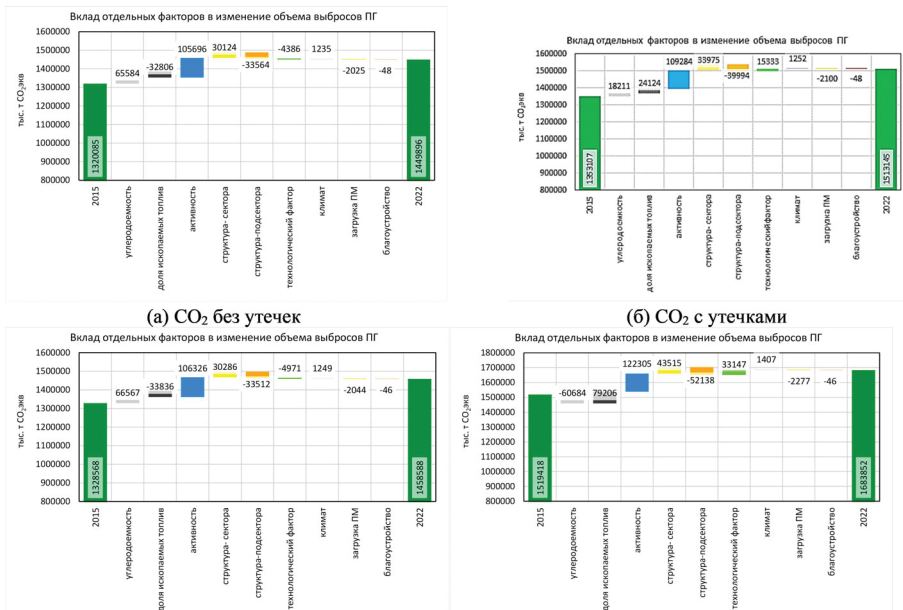 Вклад отдельных факторов в изменение объема выбросов ПГ
тыс. т CO₂экв
1600000
1500000
1400000
1300000
1200000
1100000
1000000
900000
800000
1320085
65584
-32806
105696
30124
-33564
-4386
1235
-2025
-48
1449896
2015
углеродоемкость
доля ископаемых топлив
активность
структура- сектора
структура-подсектора
технологический фактор
климат
загрузка ПМ
благоустройство
2022
(а) CO₂ без утечек
Вклад отдельных факторов в изменение объема выбросов ПГ
тыс. т CO₂экв
1600000
1500000
1400000
1300000
1200000
1100000
1000000
900000
800000
1353107
18211
24124
109284
33975
-39994
15333
1252
-2100
-48
1513145
2015
углеродоемкость
доля ископаемых топлив
активность
структура- сектора
структура-подсектора
технологическийфактор
климат
загрузка ПМ
благоустройство
2022
(б) CO₂ с утечками
Вклад отдельных факторов в изменение объема выбросов ПГ
тыс. т CO₂экв
1600000
1500000
1400000
1300000
1200000
1100000
1000000
900000
800000
1328568
66567
-33836
106326
30286
-33512
-4971
1249
-2044
-46
1458588
2015
углеродоемкость
доля ископаемых топлив
активность
структура- сектора
структура-подсектора
технологический фактор
климат
загрузка ПМ
благоустройство
2022
Вклад отдельных факторов в изменение объема выбросов ПГ
тыс. т CO₂экв
1800000
1700000
1600000
1500000
1400000
1300000
1200000
1100000
1000000
900000
800000
1519418
-60684
79206
122305
43515
-52138
33147
1407
-2277
-46
1683852
2015
углеродоемкость
доля ископаемых топлив
активность
структура- сектора
структура-подсектора
технологический фактор
климат
загрузка ПМ
благоустройство
2022